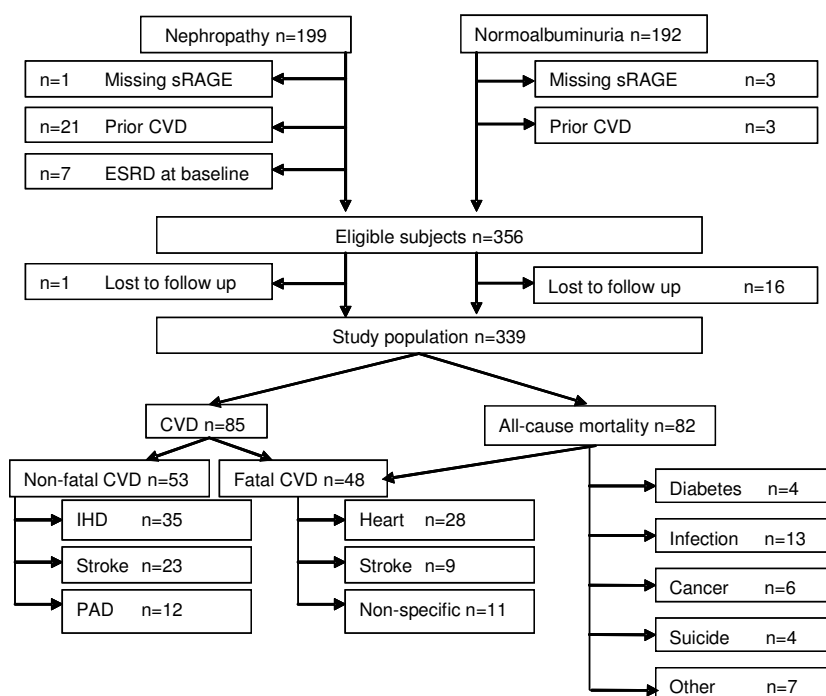 Nephropathy n=199
Normoalbuminuria n=192
n=1 Missing sRAGE
Missing sRAGE n=3
n=21 Prior CVD
Prior CVD n=3
n=7 ESRD at baseline
Eligible subjects n=356
n=1 Lost to follow up
Lost to follow up n=16
Study population n=339
CVD n=85
All-cause mortality n=82
Non-fatal CVD n=53
Fatal CVD n=48
Diabetes n=4
IHD n=35
Heart n=28
Infection n=13
Stroke n=23
Stroke n=9
Cancer n=6
PAD n=12
Non-specific n=11
Suicide n=4
Other n=7